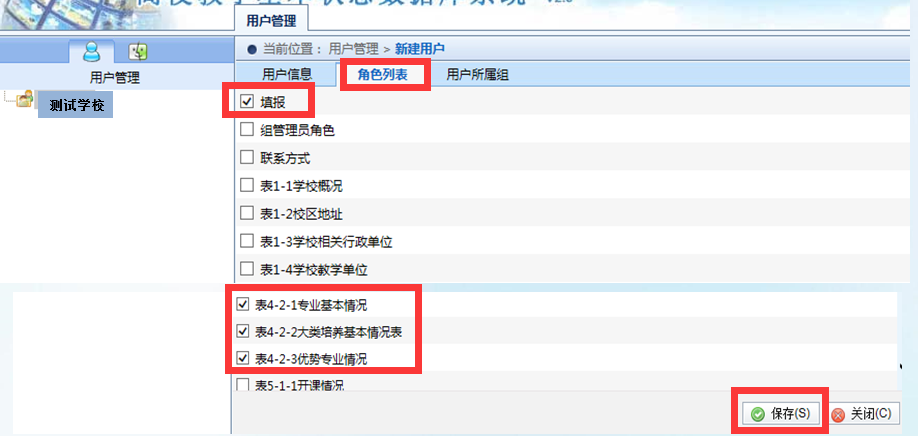 用户管理
用户管理
当前位置： 用户管理 > 新建用户
用户信息 角色列表 用户所属组
测试学校
填报
组管理员角色
联系方式
表1-1学校概况
表1-2校区地址
表1-3学校相关行政单位
表1-4学校教学单位
表4-2-1专业基本情况
表4-2-2大类培养基本情况表
表4-2-3优势专业情况
表5-1-1开课情况
保存(S) 关闭(C)